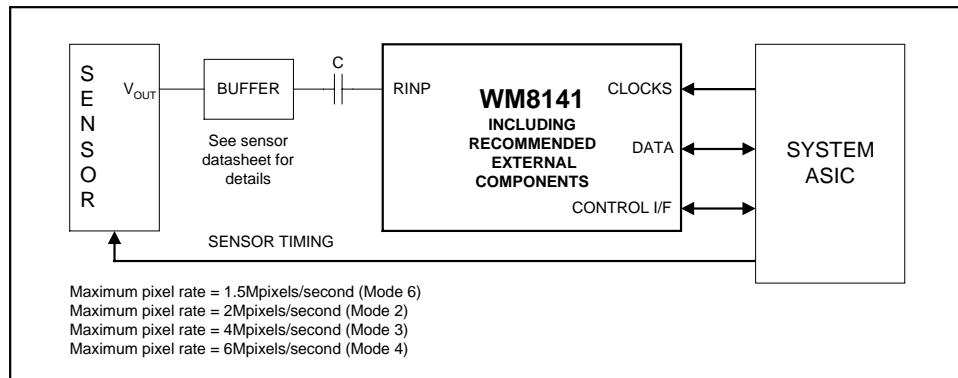 SENSOR
VOUT
BUFFER
See sensor
datasheet for
details
C
RINP
WM8141
INCLUDING
RECOMMENDED
EXTERNAL
COMPONENTS
CLOCKS
DATA
CONTROL I/F
SYSTEM
ASIC
SENSOR TIMING
Maximum pixel rate = 1.5Mpixels/second (Mode 6)
Maximum pixel rate = 2Mpixels/second (Mode 2)
Maximum pixel rate = 4Mpixels/second (Mode 3)
Maximum pixel rate = 6Mpixels/second (Mode 4)